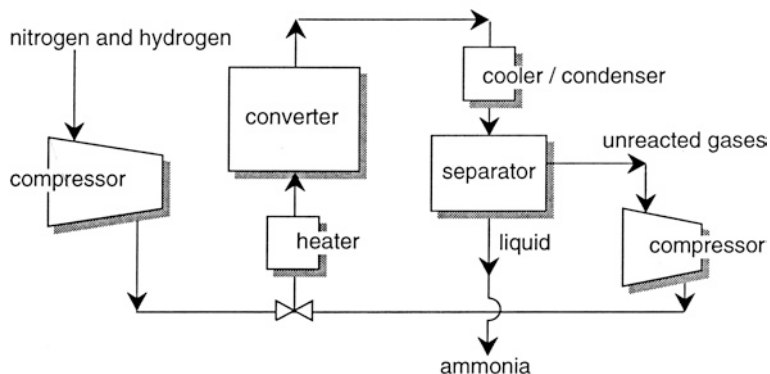 nitrogen and hydrogen
cooler / condenser
converter
unreacted gases
compressor
separator
heater
liquid
compressor
ammonia